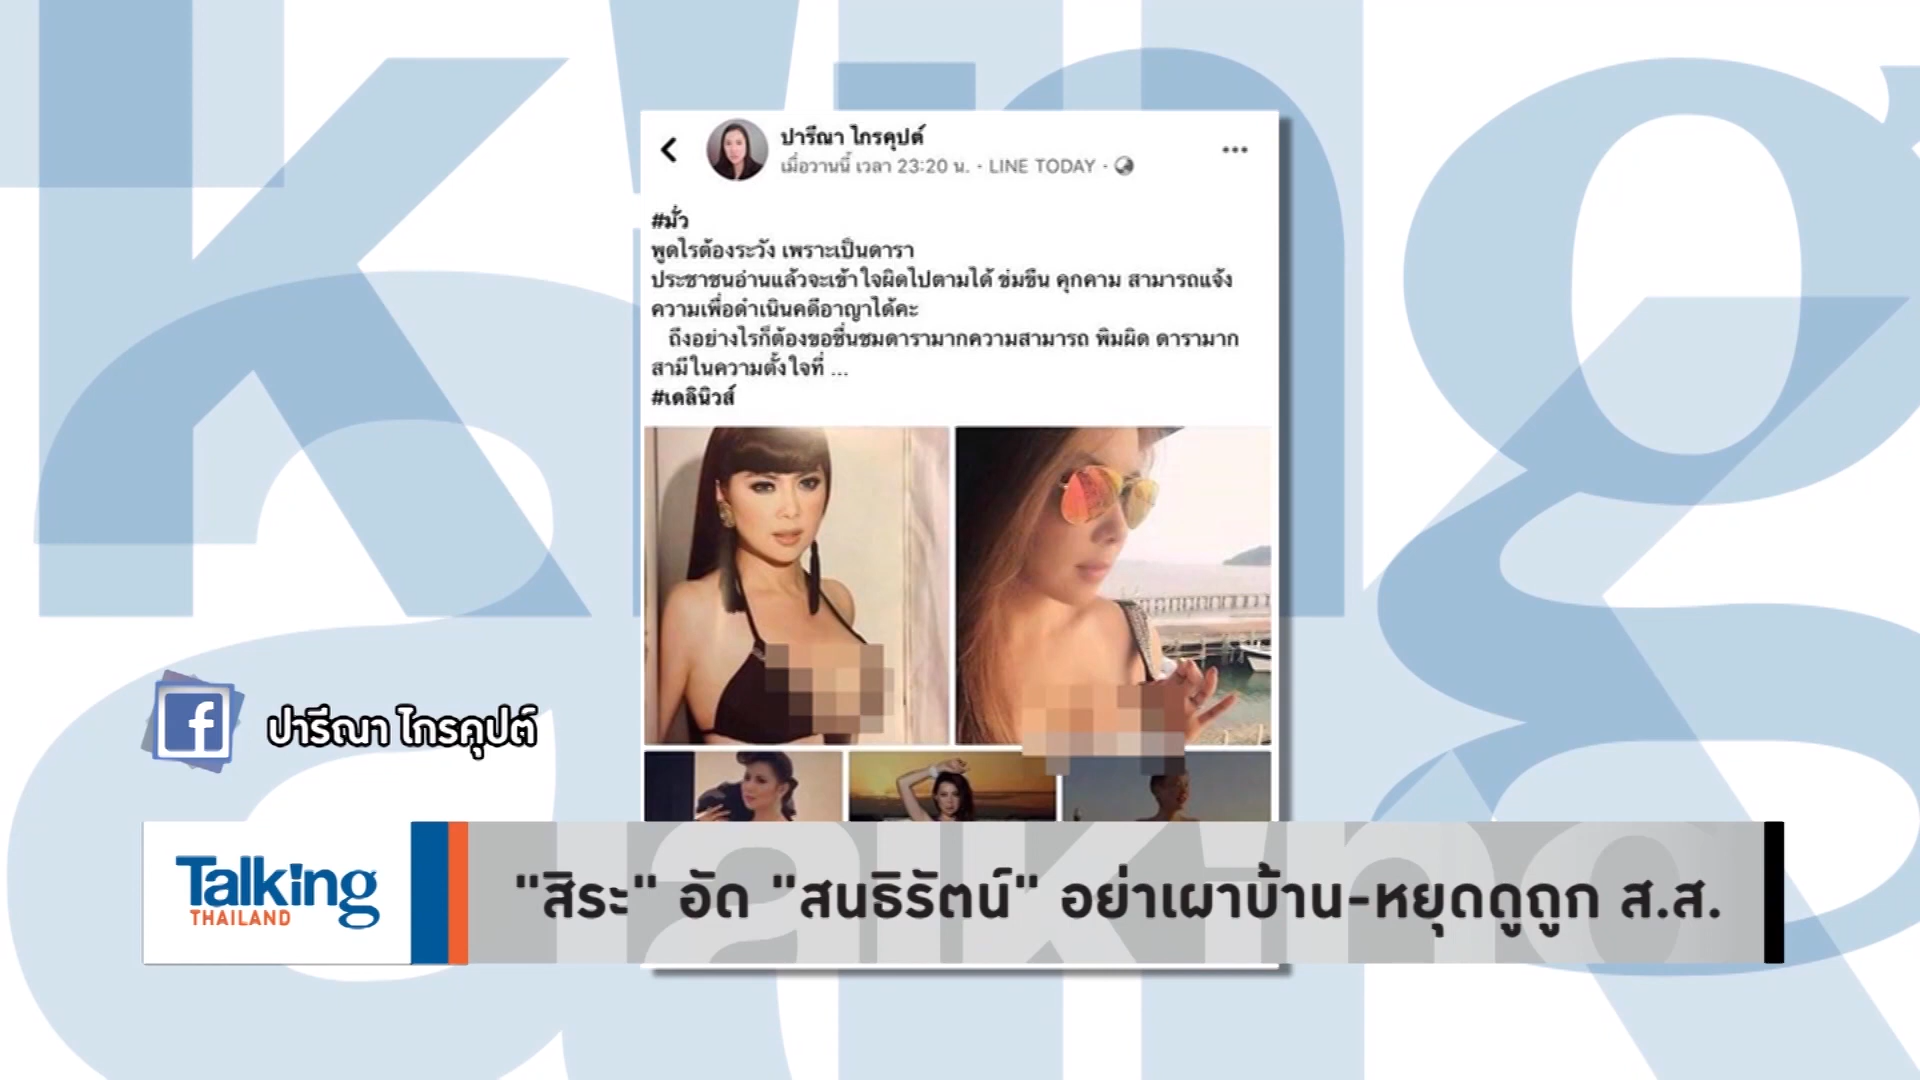 ปารีณา ไกรคุปต์
เมื่อวานนี้ เวลา 23:20 น. · LINE TODAY ·
#มั่ว
พูดไรต้องระวัง เพราะเป็นดารา
ประชาชนอ่านแล้วจะเข้าใจผิดไปตามได้ ข่มขืน คุกคาม สามารถแจ้ง
ความเพื่อดำเนินคดีอาญาได้คะ
ถึงอย่างไรก็ต้องขอชื่นชมดารามากความสามารถ พิมผิด ดารามาก
สามีในความตั้งใจที่ ...
#เดลินิวส์
ปารีณา ไกรคุปต์
Talking
THAILAND
"สิระ" อัด "สนธิรัตน์" อย่าเผาบ้าน-หยุดดูถูก ส.ส.